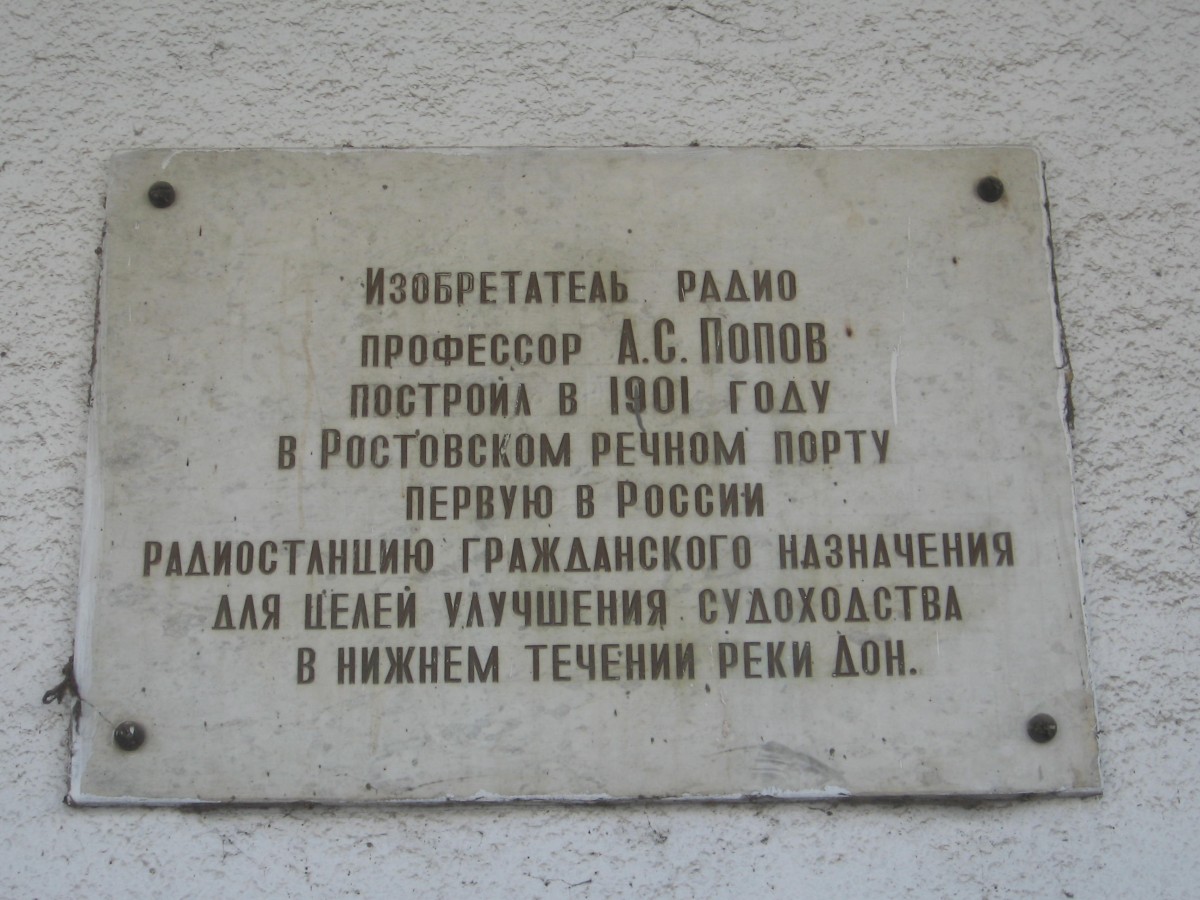 Изобретатель радио
профессор А.С. Попов
построил в 1901 году
в Ростовском речном порту
первую в России
радиостанцию гражданского назначения
для целей улучшения судоходства
в нижнем течении реки Дон.